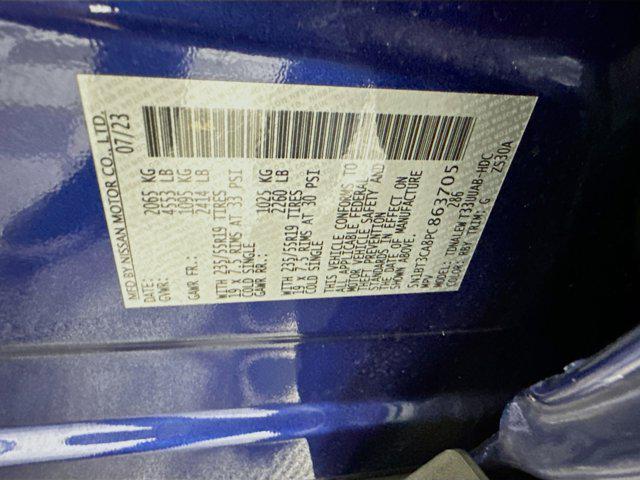 MFD BY NISSAN MOTOR CO., LTD.
DATE: 07/23
GVWR: 2065 KG
4553 LB
GAWR FR.: 1095 KG
2414 LB
WITH 235/55R19 TIRES
19 X 7.5 RIMS AT 33 PSI
COLD SINGLE
GAWR RR.: 1025 KG
2260 LB
WITH 235/55R19 TIRES
19 X 7.5 RIMS AT 30 PSI
COLD SINGLE
THIS VEHICLE CONFORMS TO
ALL APPLICABLE FEDERAL
MOTOR VEHICLE SAFETY AND
THEFT PREVENTION
STANDARDS IN EFFECT ON
THE DATE OF MANUFACTURE
SHOWN ABOVE.
5N1BT3CA8PC863705
MPV 286
MODEL:
COLOR: RBY TRIM: G ZS30A